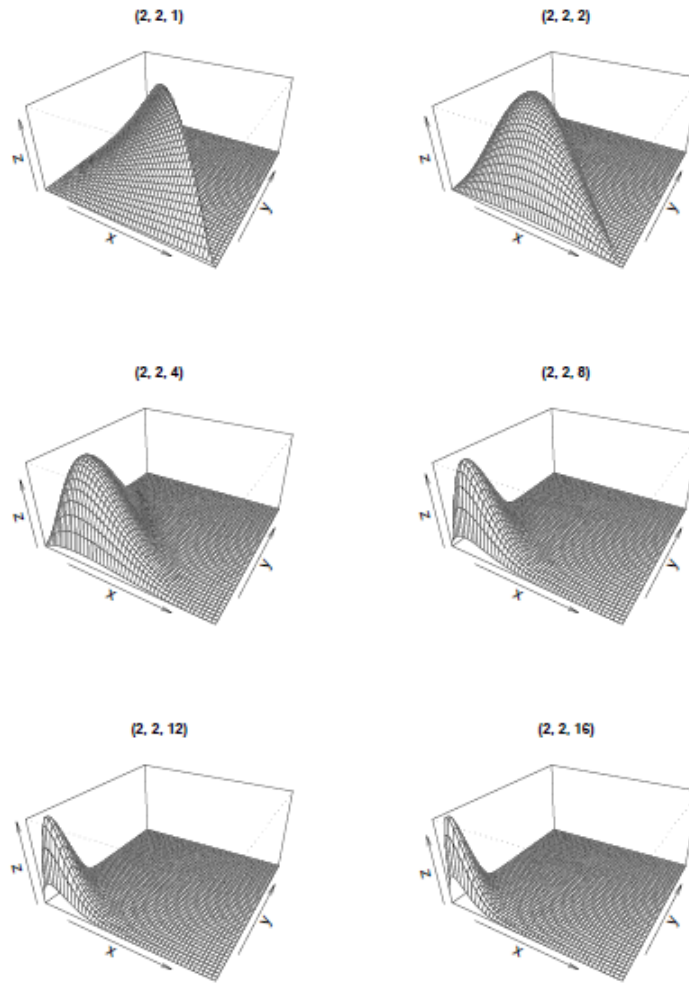 (2, 2, 1)
z
x
y
(2, 2, 2)
z
x
y
(2, 2, 4)
z
x
y
(2, 2, 8)
z
x
y
(2, 2, 12)
z
x
y
(2, 2, 16)
z
x
y